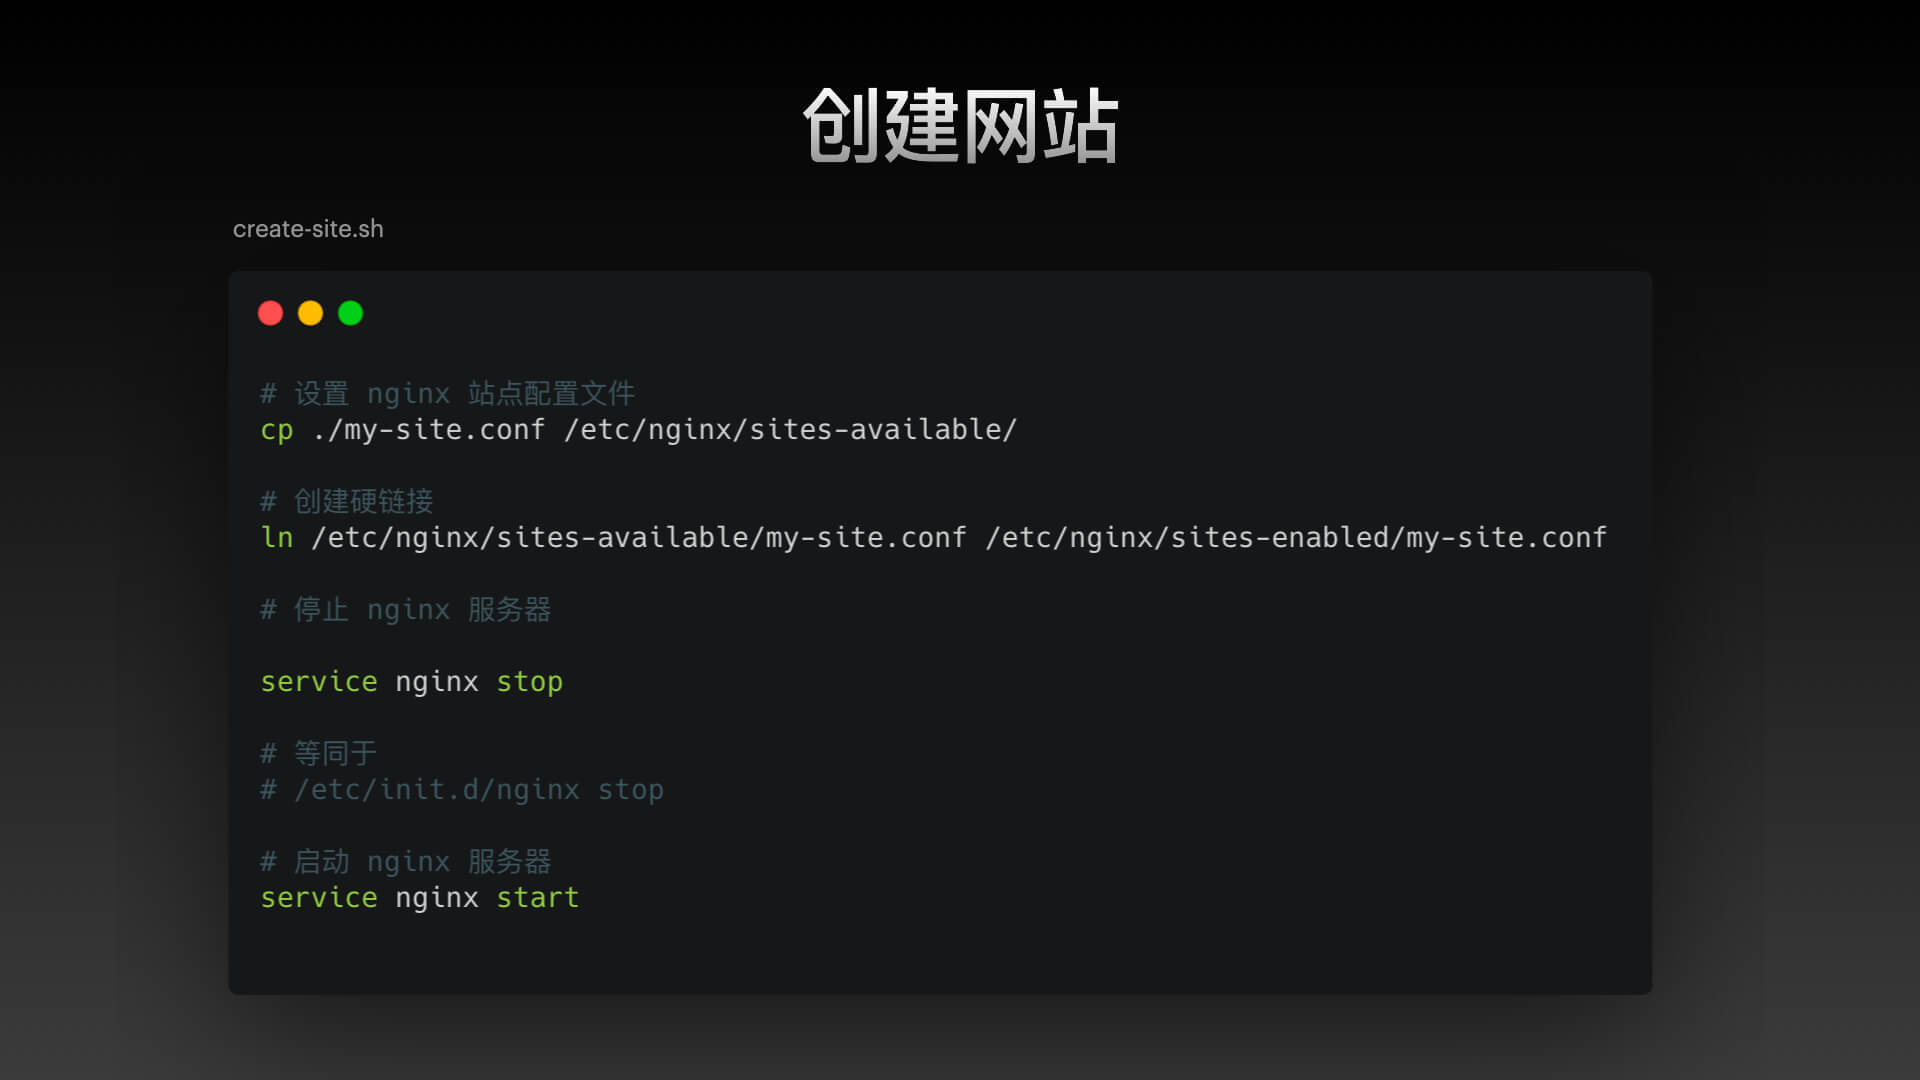 创建网站
create-site.sh
# 设置 nginx 站点配置文件
cp ./my-site.conf /etc/nginx/sites-available/
# 创建硬链接
ln /etc/nginx/sites-available/my-site.conf /etc/nginx/sites-enabled/my-site.conf
# 停止 nginx 服务器
service nginx stop
# 等同于
# /etc/init.d/nginx stop
# 启动 nginx 服务器
service nginx start